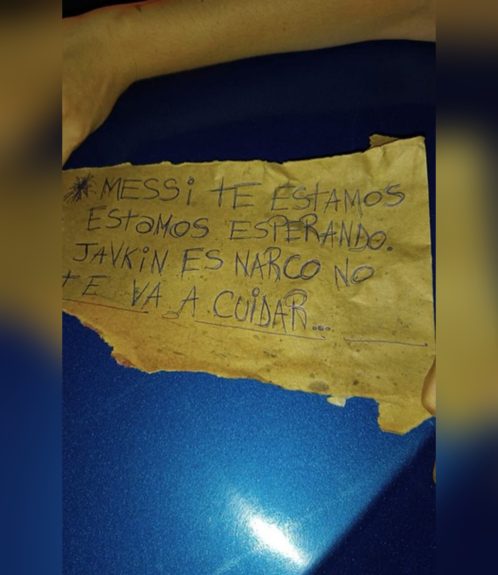 * MESSi TE EStAMOS
EStaMOS ESPERANDO.
JAVKiN ES NARCO NO
tE VA A CUiDAR...